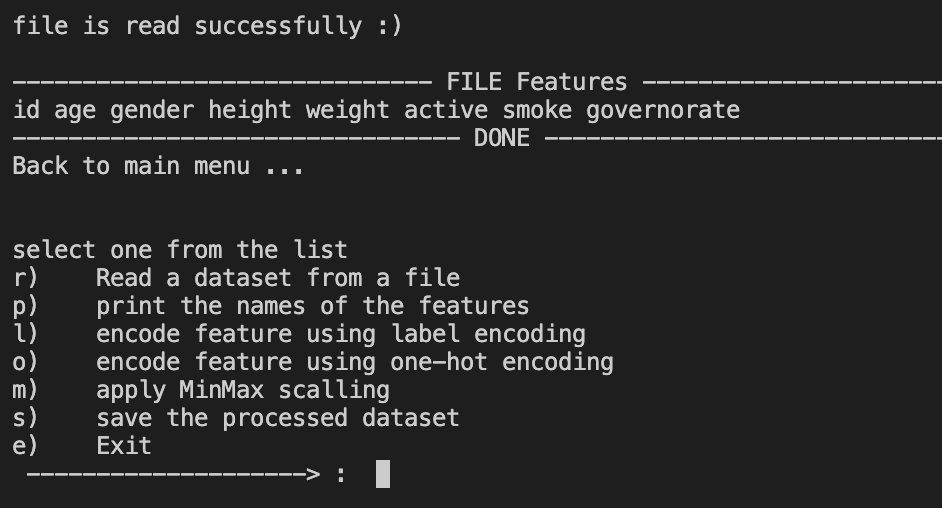 file is read successfully :)
------------------------------ FILE Features ----------------------
id age gender height weight active smoke governorate
-------------------------------- DONE -----------------------------
Back to main menu ...
select one from the list
r) Read a dataset from a file
p) print the names of the features
l) encode feature using label encoding
o) encode feature using one-hot encoding
m) apply MinMax scalling
s) save the processed dataset
e) Exit
--------------------> :